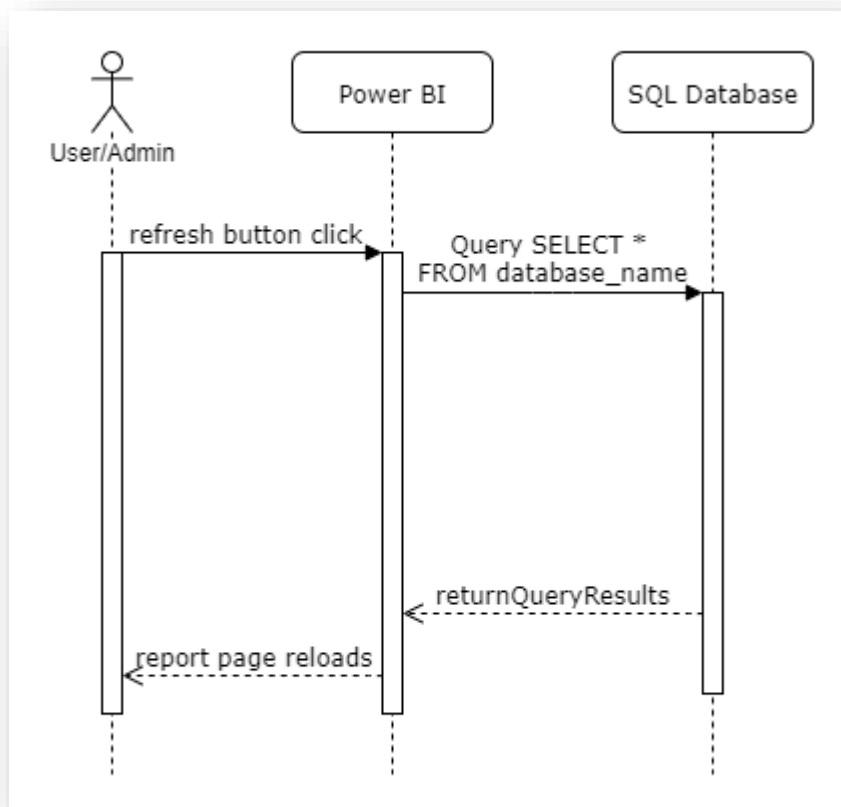 Power BI
SQL Database
User/Admin
refresh button click
Query SELECT *
FROM database_name
returnQueryResults
report page reloads